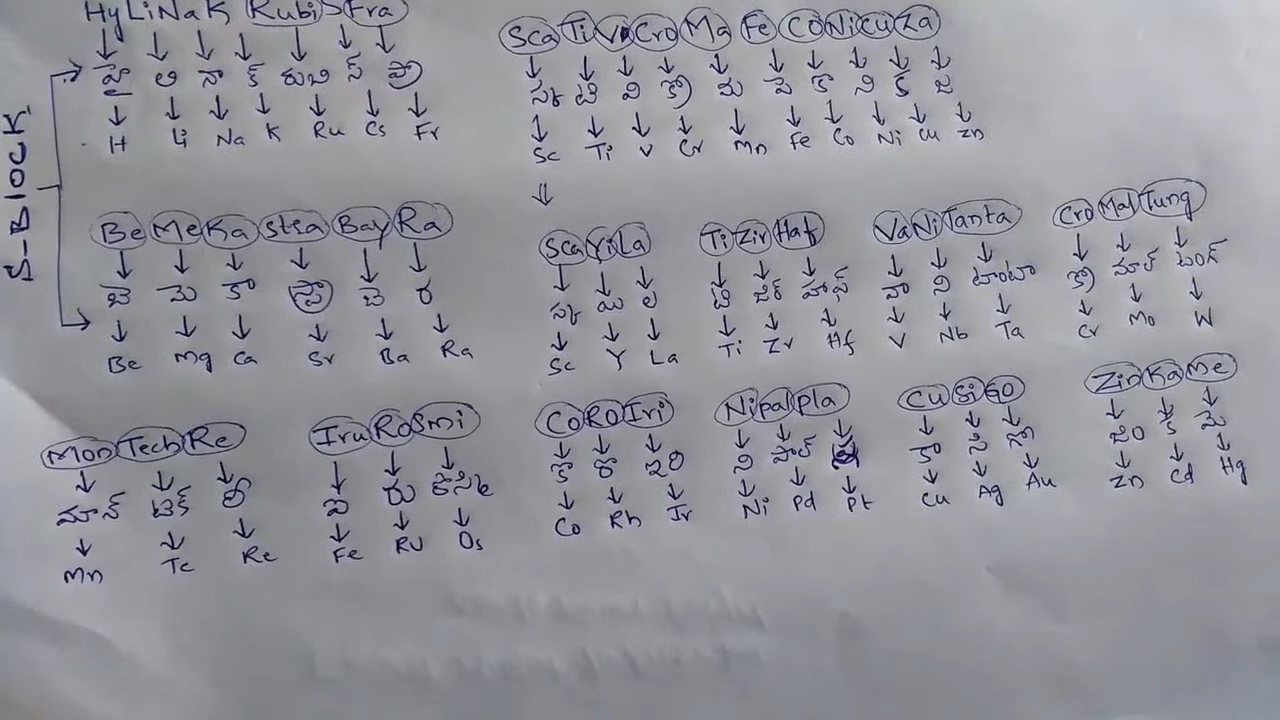 HyLiNaK Rubi S Fra
హై లి నా క్ రుబి స్ ఫ్రా
H Li Na K Ru Cs Fr
S-BLOCK
Be Me Ka Stra Bay Ra
బె మె కా స్ట్రా బె ర
Be Mg Ca Sr Ba Ra
Sca Ti V Cro Ma Fe CO Ni Cu Za
స్క టి వి క్రో మ ఫె కొ ని క్ జ
Sc Ti V Cr Mn Fe Co Ni Cu Zn
Sca Yi La
స్క యి ల
Sc Y La
Ti Zir Haf
టి జిర్ హాఫ్
Ti Zr Hf
Va Ni Tanta
వా ని టాంటా
V Nb Ta
Cro Mal Tung
క్రో మాల్ టంగ్
Cr Mo W
Mon Tech Re
మాన్ టెక్ రీ
Mn Tc Re
Iru Ro Smi
ఐ రు
Fe Ru Os
CO RO Iri
కొ రొ ఇరి
Co Rh Ir
Ni pal pla
ని పాల్
Ni Pd Pt
Cu Si GO
కా సి గో
Cu Ag Au
Zin Ka Me
జిం క మె
Zn Cd Hg